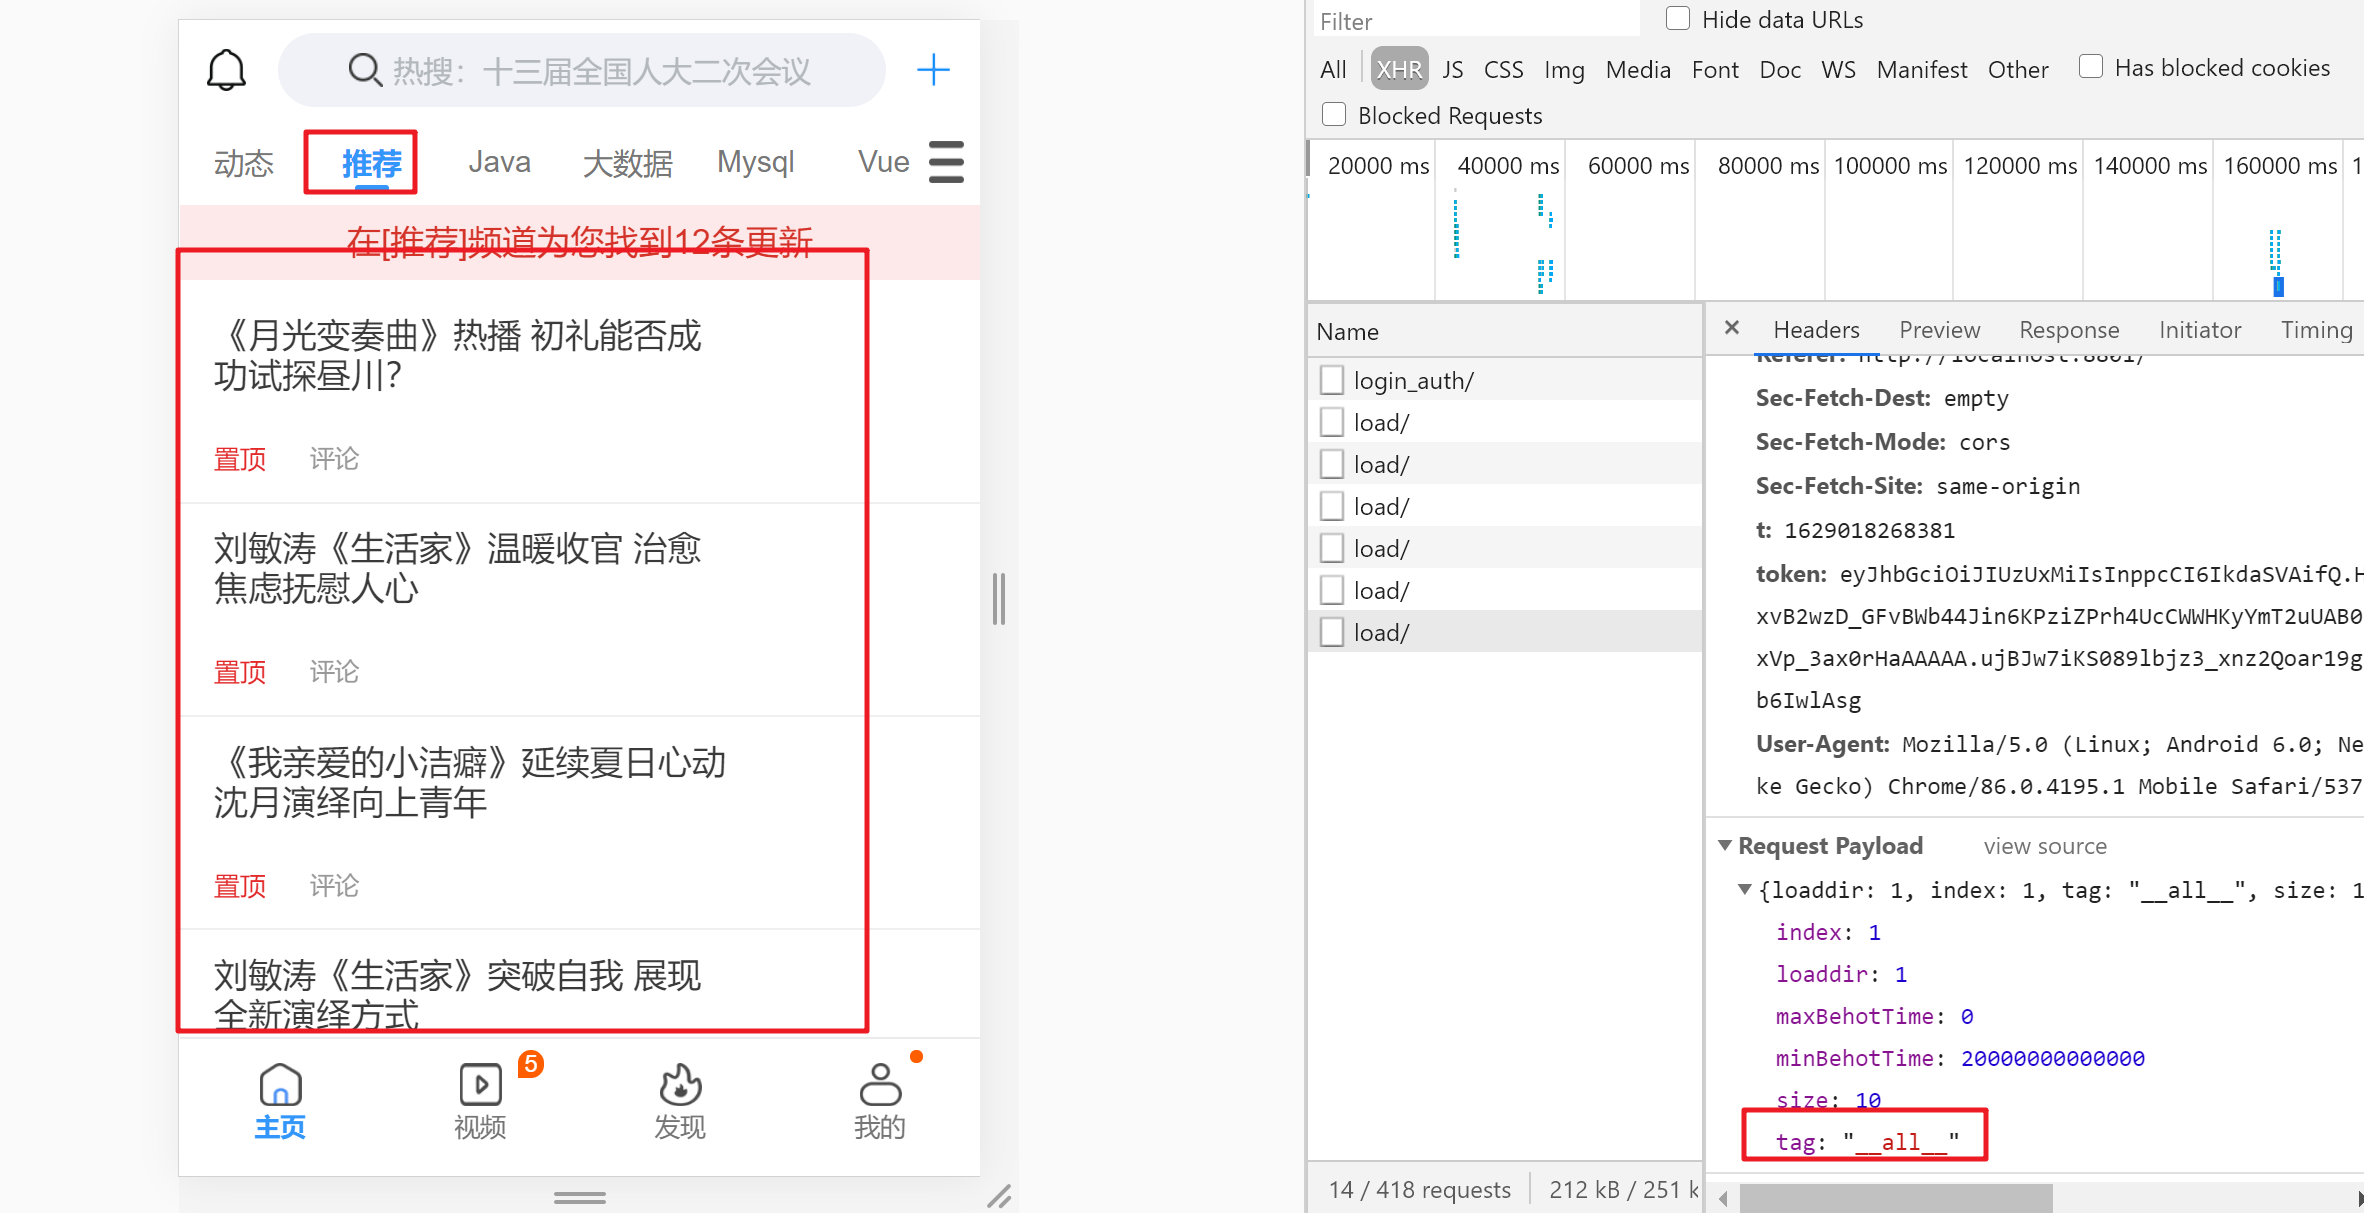 热搜：十三届全国人大二次会议
动态 推荐 Java 大数据 Mysql Vue
在[推荐]频道为您找到12条更新
《月光变奏曲》热播 初礼能否成
功试探昼川？
置顶 评论
刘敏涛《生活家》温暖收官 治愈
焦虑抚慰人心
置顶 评论
《我亲爱的小洁癖》延续夏日心动
沈月演绎向上青年
置顶 评论
刘敏涛《生活家》突破自我 展现
全新演绎方式
5
主页 视频 发现 我的
Filter Hide data URLs
All XHR JS CSS Img Media Font Doc WS Manifest Other Has blocked cookies
Blocked Requests
20000 ms 40000 ms 60000 ms 80000 ms 100000 ms 120000 ms 140000 ms 160000 ms 1
Name
login_auth/
load/
load/
load/
load/
load/
load/
14 / 418 requests 212 kB / 251 k
× Headers Preview Response Initiator Timing
Referer: http://localhost:8801/
Sec-Fetch-Dest: empty
Sec-Fetch-Mode: cors
Sec-Fetch-Site: same-origin
t: 1629018268381
token: eyJhbGciOiJIUzUxMiIsInppcCI6IkdaSVAifQ.H
xvB2wzD_GFvBWb44Jin6KPziZPrh4UcCWWHKyYmT2uUAB0
xVp_3ax0rHaAAAAA.ujBJw7iKS089lbjz3_xnz2Qoar19g
b6IwlAsg
User-Agent: Mozilla/5.0 (Linux; Android 6.0; Ne
ke Gecko) Chrome/86.0.4195.1 Mobile Safari/537
Request Payload view source
{loaddir: 1, index: 1, tag: "__all__", size: 1
index: 1
loaddir: 1
maxBehotTime: 0
minBehotTime: 20000000000000
size: 10
tag: "__all__"